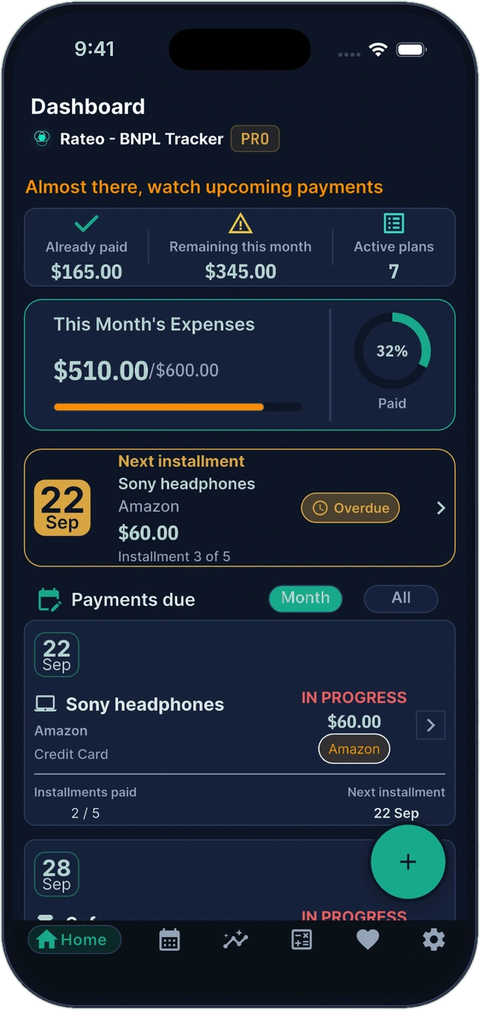 9:41
Dashboard
Rateo - BNPL Tracker PRO
Almost there, watch upcoming payments
Already paid
$165.00
Remaining this month
$345.00
Active plans
7
This Month's Expenses
$510.00/$600.00
32%
Paid
22
Sep
Next installment
Sony headphones
Amazon
$60.00
Installment 3 of 5
Overdue
Payments due
Month
All
22
Sep
Sony headphones
Amazon
Credit Card
IN PROGRESS
$60.00
Amazon
Installments paid
2 / 5
Next installment
22 Sep
+
28
Sep
IN PROGRESS
Home